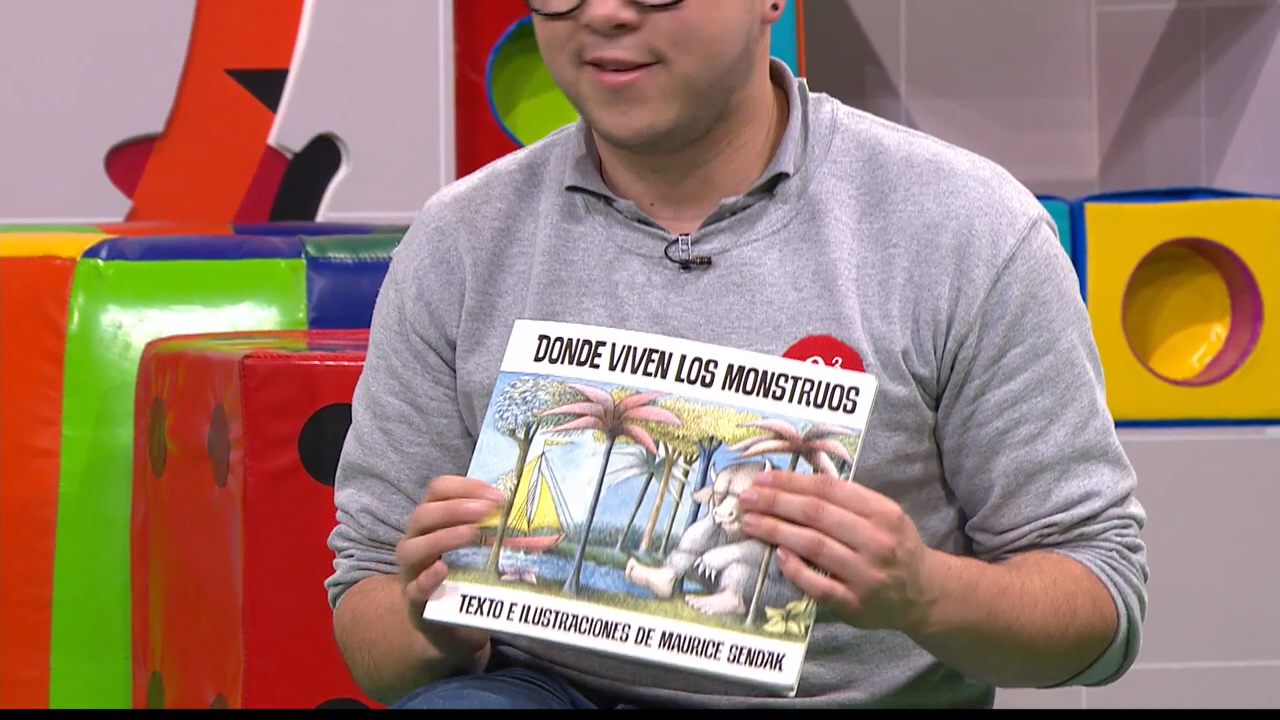 DONDE VIVEN LOS MONSTRUOS
TEXTO E ILUSTRACIONES DE MAURICE SENDAK